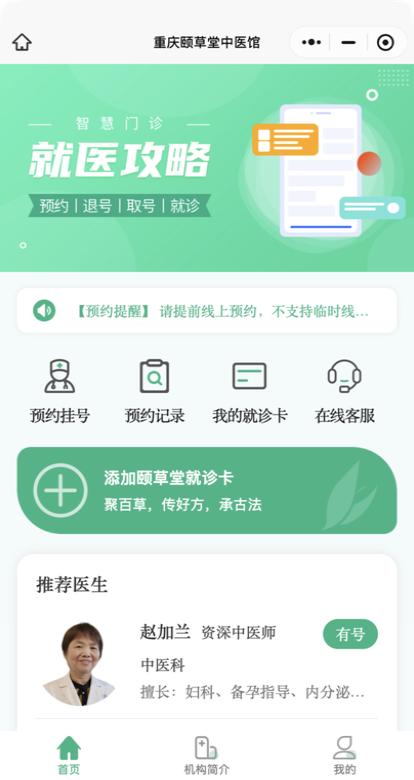 重庆颐草堂中医馆
智慧门诊
就医攻略
预约|退号|取号|就诊
【预约提醒】 请提前线上预约，不支持临时线…
预约挂号
预约记录
我的就诊卡
在线客服
添加颐草堂就诊卡
聚百草，传好方，承古法
推荐医生
赵加兰 资深中医师
有号
中医科
擅长：妇科、备孕指导、内分泌…
首页
机构简介
我的